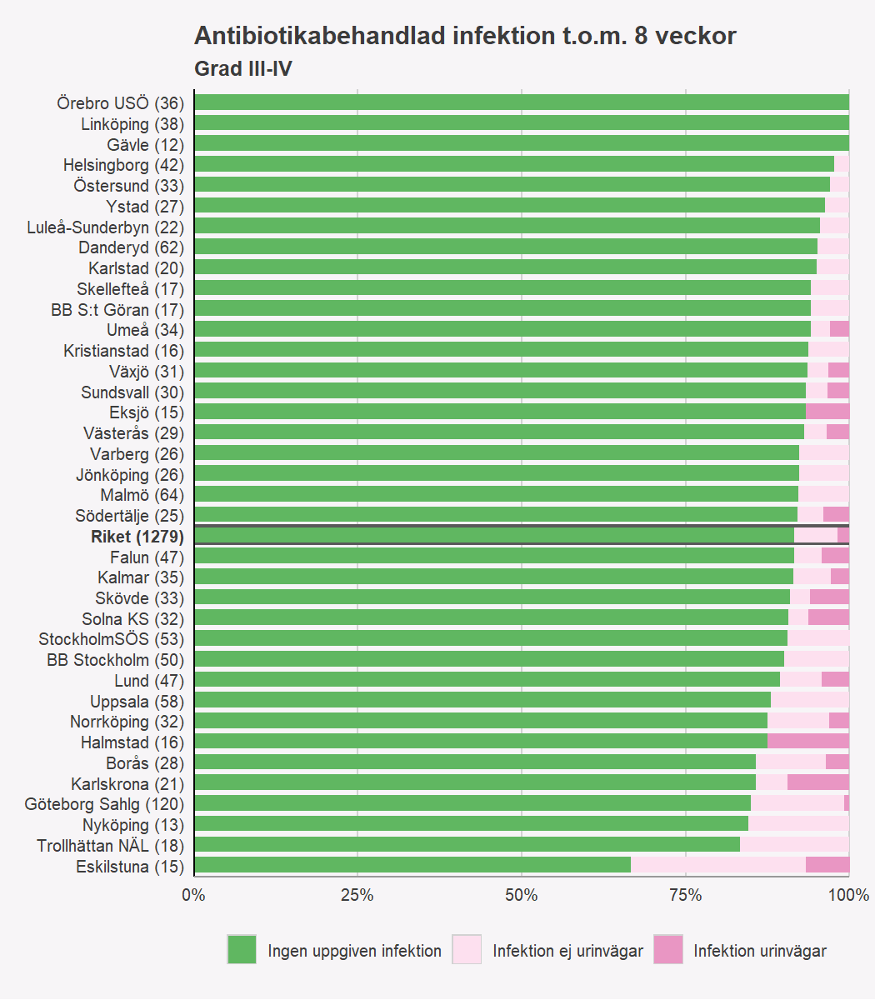 Antibiotikabehandlad infektion t.o.m. 8 veckor
Grad III-IV
Örebro USÖ (36)
Linköping (38)
Gävle (12)
Helsingborg (42)
Östersund (33)
Ystad (27)
Luleå-Sunderbyn (22)
Danderyd (62)
Karlstad (20)
Skellefteå (17)
BB S:t Göran (17)
Umeå (34)
Kristianstad (16)
Växjö (31)
Sundsvall (30)
Eksjö (15)
Västerås (29)
Varberg (26)
Jönköping (26)
Malmö (64)
Södertälje (25)
Riket (1279)
Falun (47)
Kalmar (35)
Skövde (33)
Solna KS (32)
StockholmSÖS (53)
BB Stockholm (50)
Lund (47)
Uppsala (58)
Norrköping (32)
Halmstad (16)
Borås (28)
Karlskrona (21)
Göteborg Sahlg (120)
Nyköping (13)
Trollhättan NÄL (18)
Eskilstuna (15)
0% 25% 50% 75% 100%
Ingen uppgiven infektion Infektion ej urinvägar Infektion urinvägar